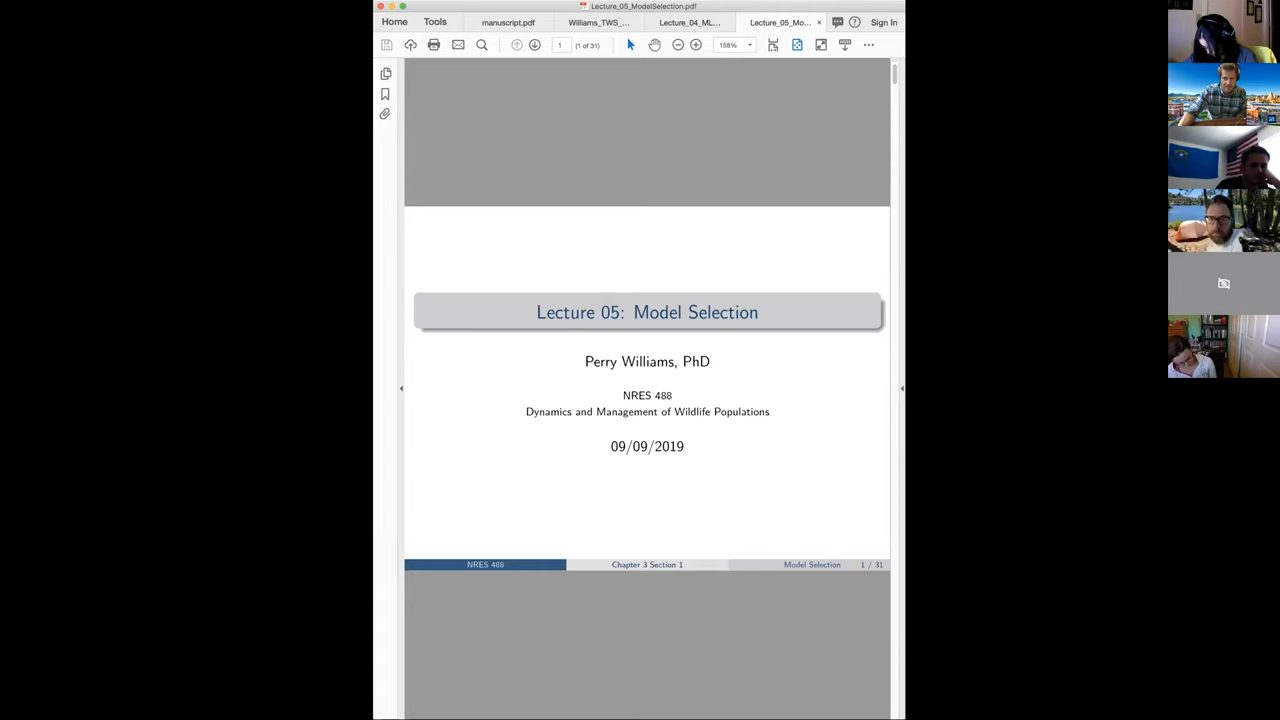 Lecture_05_ModelSelection.pdf
Home Tools manuscript.pdf Williams_TWS_... Lecture_04_ML... Lecture_05_Mo... × Sign In
1 (1 of 31) 158%
Lecture 05: Model Selection
Perry Williams, PhD
NRES 488
Dynamics and Management of Wildlife Populations
09/09/2019
NRES 488 Chapter 3 Section 1 Model Selection 1 / 31